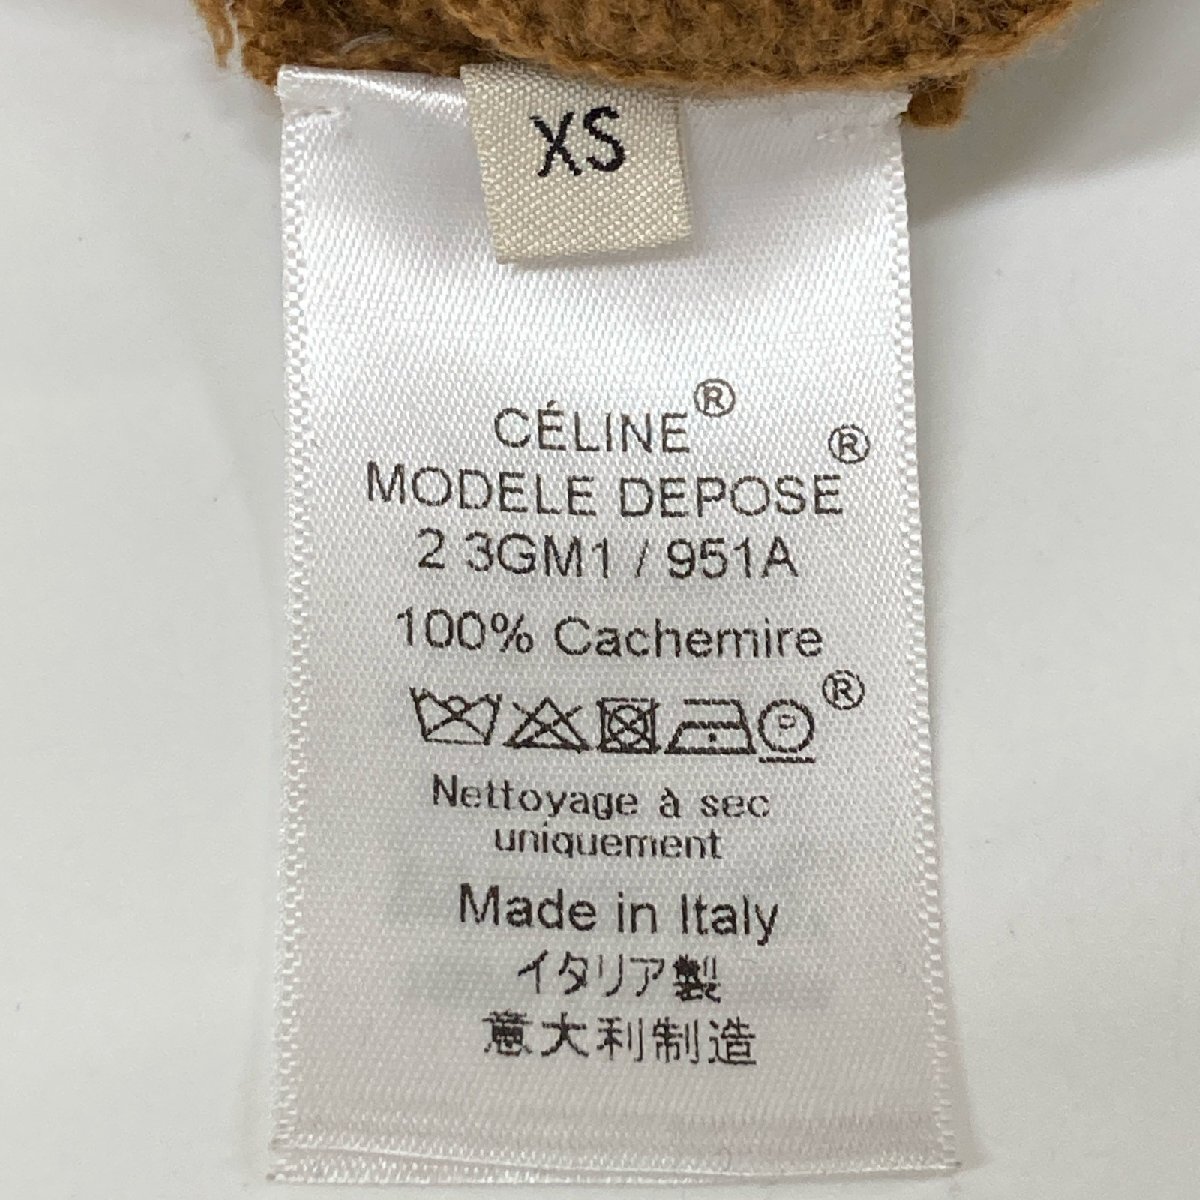 XS
CÉLINE®
MODELE DEPOSE®
2 3GM1 / 951A
100% Cachemire
P ®
Nettoyage à sec
uniquement
Made in Italy
イタリア製
意大利制造